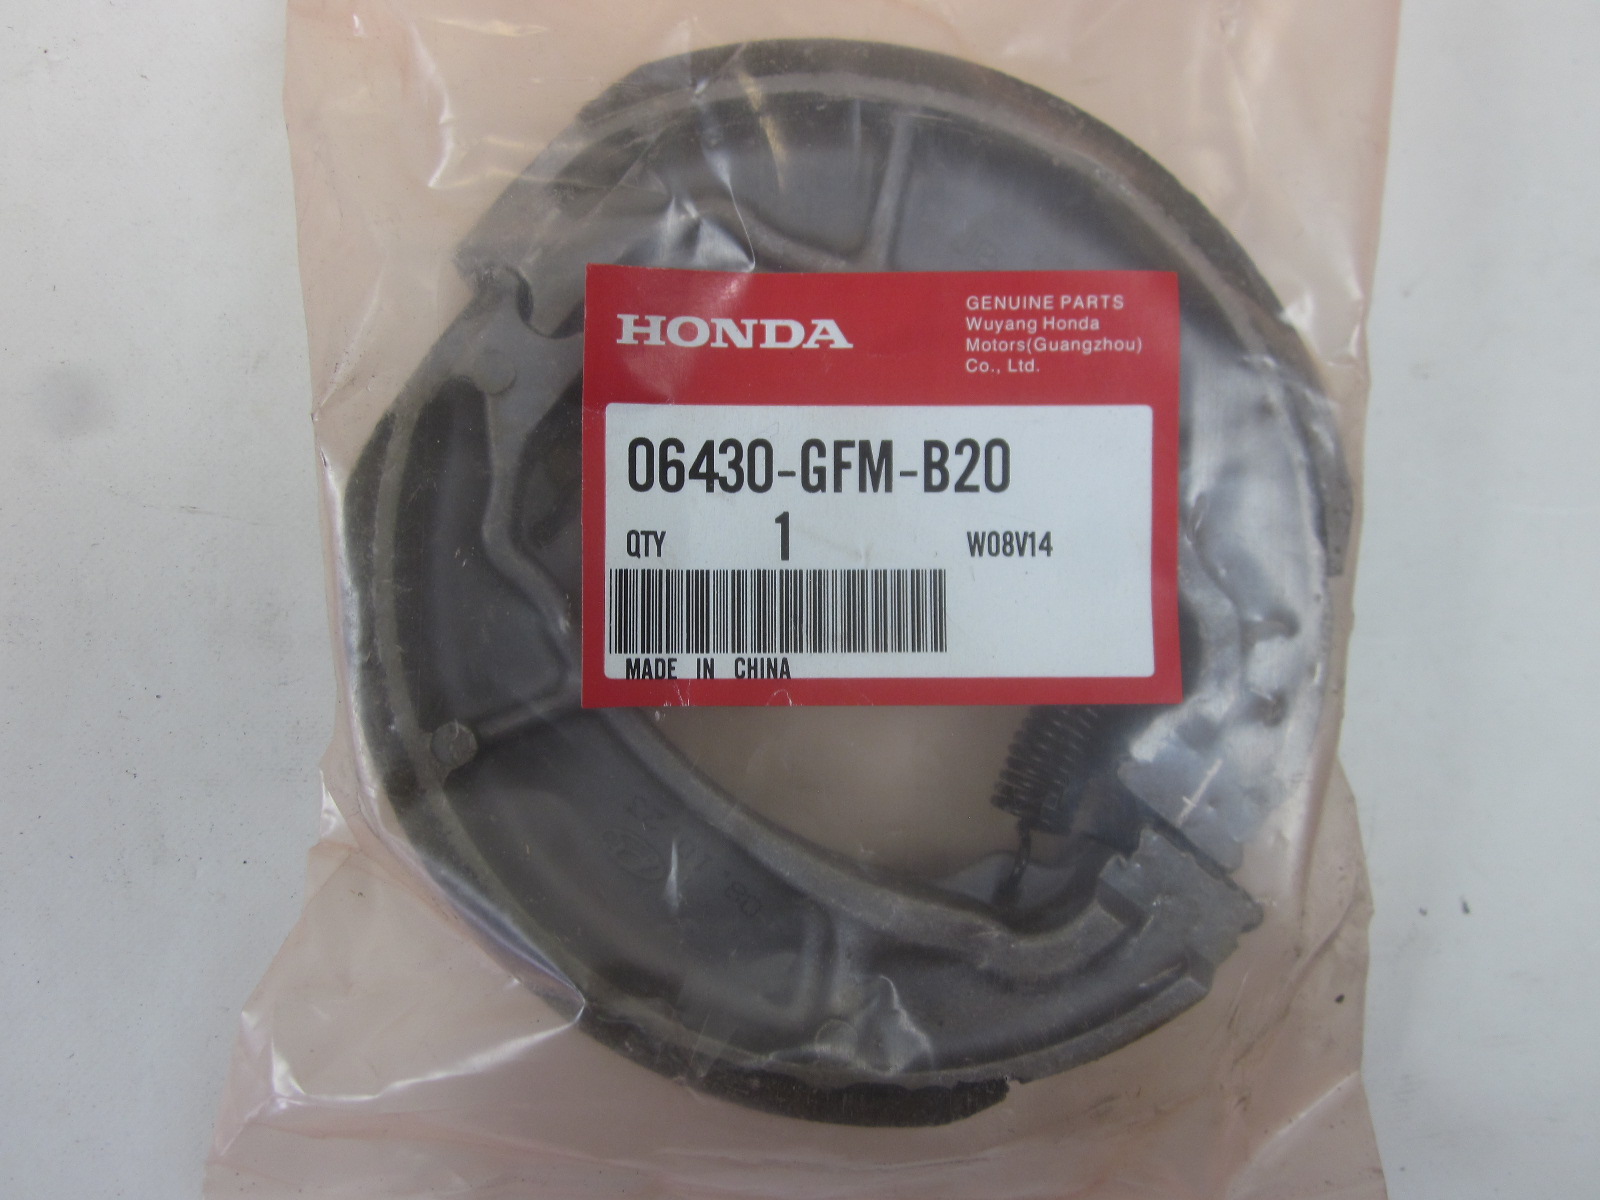 HONDA
GENUINE PARTS
Wuyang Honda
Motors(Guangzhou)
Co., Ltd.
06430-GFM-B20
QTY 1 W08V14
MADE IN CHINA